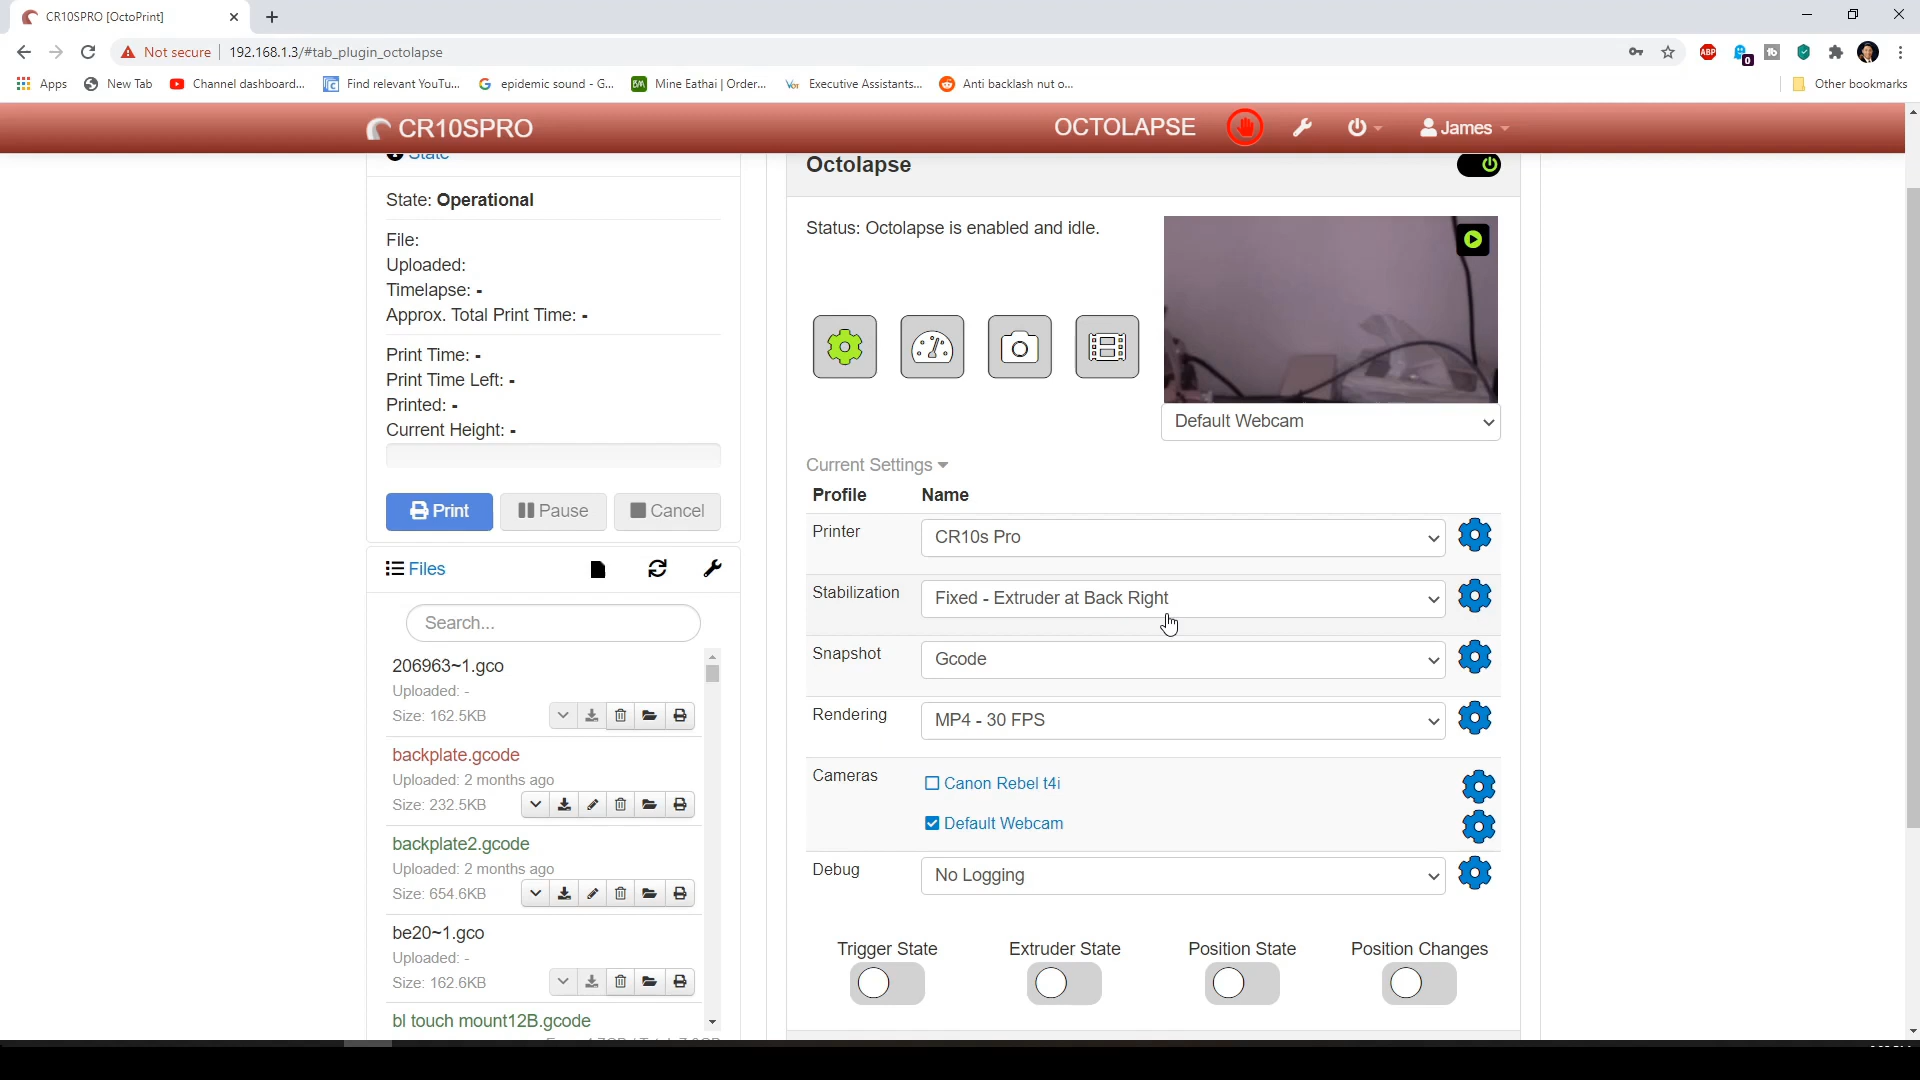 CR10SPRO [OctoPrint]
Not secure 192.168.1.3/#tab_plugin_octolapse
ABP
0
Apps
New Tab
Channel dashboard...
Find relevant YouTu...
epidemic sound - G...
Mine Eathai | Order...
Executive Assistants...
Anti backlash nut o...
Other bookmarks
CR10SPRO
OCTOLAPSE
James
State
State: Operational
File:
Uploaded:
Timelapse: -
Approx. Total Print Time: -
Print Time: -
Print Time Left: -
Printed: -
Current Height: -
Print
Pause
Cancel
Files
Search...
206963~1.gco
Uploaded: -
Size: 162.5KB
backplate.gcode
Uploaded: 2 months ago
Size: 232.5KB
backplate2.gcode
Uploaded: 2 months ago
Size: 654.6KB
be20~1.gco
Uploaded: -
Size: 162.6KB
bl touch mount12B.gcode
Octolapse
Status: Octolapse is enabled and idle.
Default Webcam
Current Settings
Profile Name
Printer CR10s Pro
Stabilization Fixed - Extruder at Back Right
Snapshot Gcode
Rendering MP4 - 30 FPS
Cameras Canon Rebel t4i
Default Webcam
Debug No Logging
Trigger State Extruder State Position State Position Changes